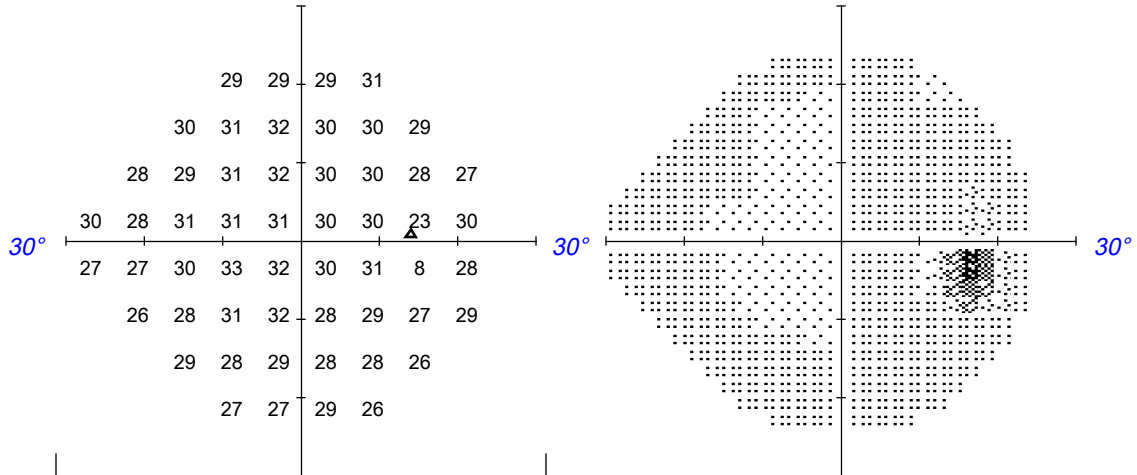 29 29 29 31
30 31 32 30 30 29
28 29 31 32 30 30 28 27
30 28 31 31 31 30 30 23 30
30° 30° 30°
27 27 30 33 32 30 31 8 28
26 28 31 32 28 29 27 29
29 28 29 28 28 26
27 27 29 26